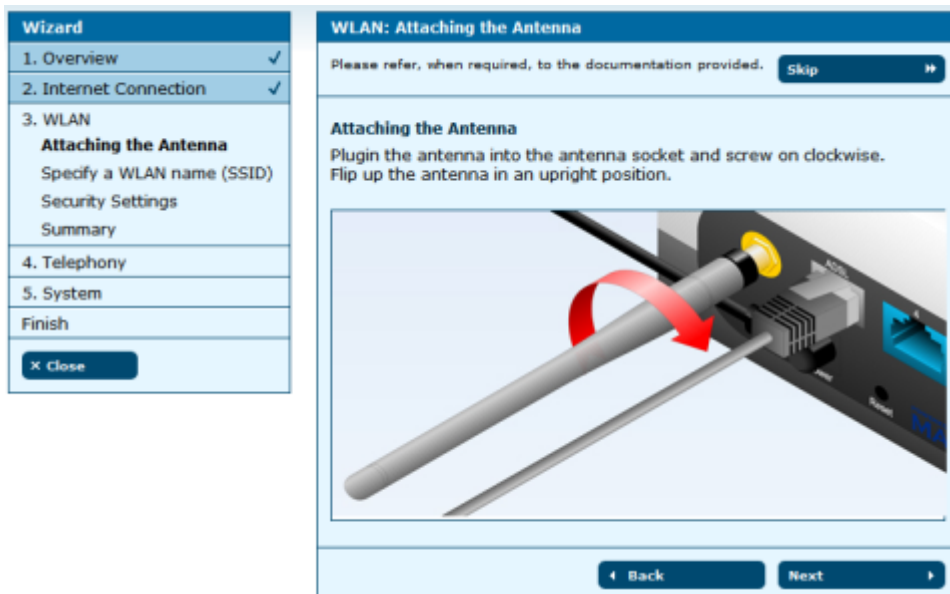 Wizard
1. Overview
2. Internet Connection
3. WLAN
Attaching the Antenna
Specify a WLAN name (SSID)
Security Settings
Summary
4. Telephony
5. System
Finish
× Close
WLAN: Attaching the Antenna
Please refer, when required, to the documentation provided.
Skip
Attaching the Antenna
Plugin the antenna into the antenna socket and screw on clockwise.
Flip up the antenna in an upright position.
ADSL
4
Reset
Back
Next